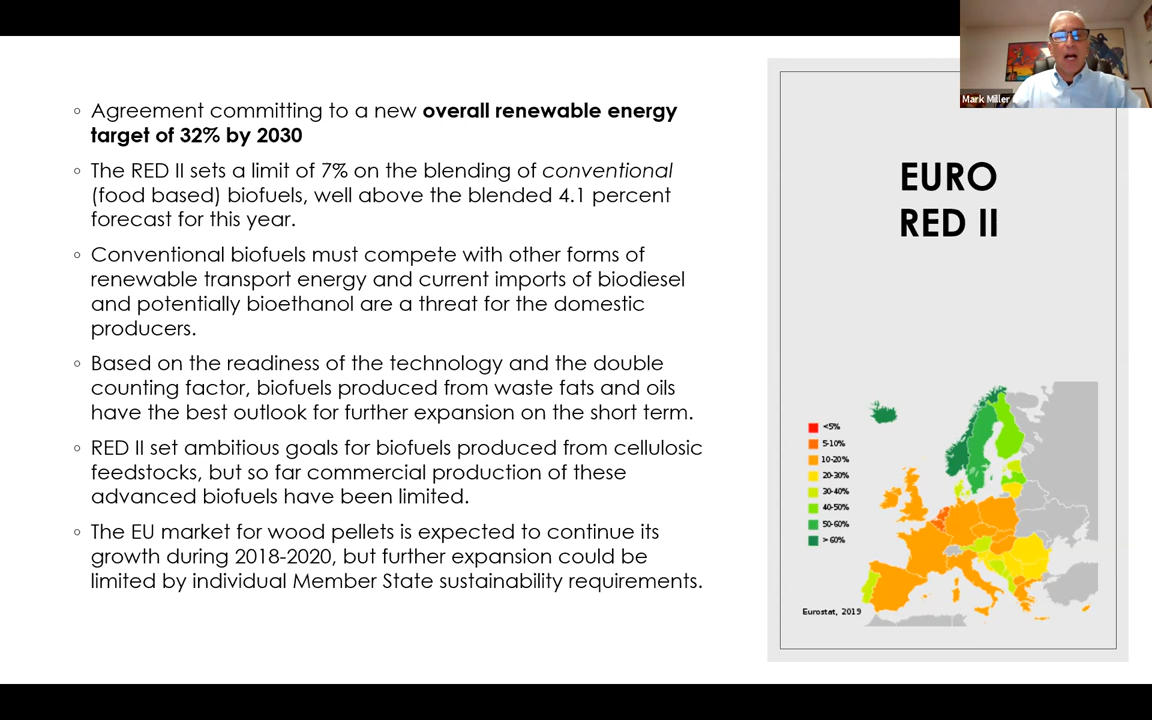 Mark Miller
◦ Agreement committing to a new overall renewable energy
target of 32% by 2030
◦ The RED II sets a limit of 7% on the blending of conventional
(food based) biofuels, well above the blended 4.1 percent
forecast for this year.
◦ Conventional biofuels must compete with other forms of
renewable transport energy and current imports of biodiesel
and potentially bioethanol are a threat for the domestic
producers.
◦ Based on the readiness of the technology and the double
counting factor, biofuels produced from waste fats and oils
have the best outlook for further expansion on the short term.
◦ RED II set ambitious goals for biofuels produced from cellulosic
feedstocks, but so far commercial production of these
advanced biofuels have been limited.
◦ The EU market for wood pellets is expected to continue its
growth during 2018-2020, but further expansion could be
limited by individual Member State sustainability requirements.
EURO
RED II
<5%
5-10%
10-20%
20-30%
30-40%
40-50%
50-60%
> 60%
Eurostat, 2019